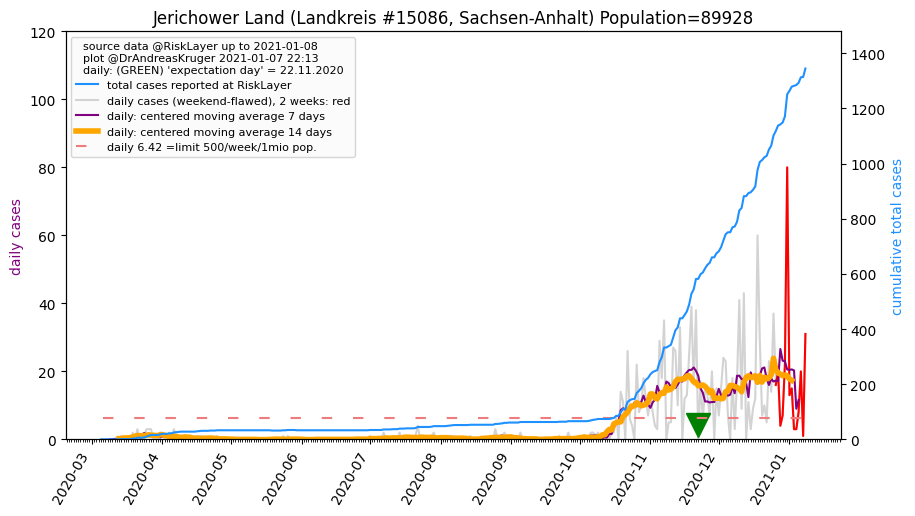 Jerichower Land (Landkreis #15086, Sachsen-Anhalt) Population=89928
source data @RiskLayer up to 2021-01-08
plot @DrAndreasKruger 2021-01-07 22:13
daily: (GREEN) 'expectation day' = 22.11.2020
total cases reported at RiskLayer
daily cases (weekend-flawed), 2 weeks: red
daily: centered moving average 7 days
daily: centered moving average 14 days
daily 6.42 =limit 500/week/1mio pop.
daily cases
120
100
80
60
40
20
0
cumulative total cases
1400
1200
1000
800
600
400
200
0
2020-03
2020-04
2020-05
2020-06
2020-07
2020-08
2020-09
2020-10
2020-11
2020-12
2021-01